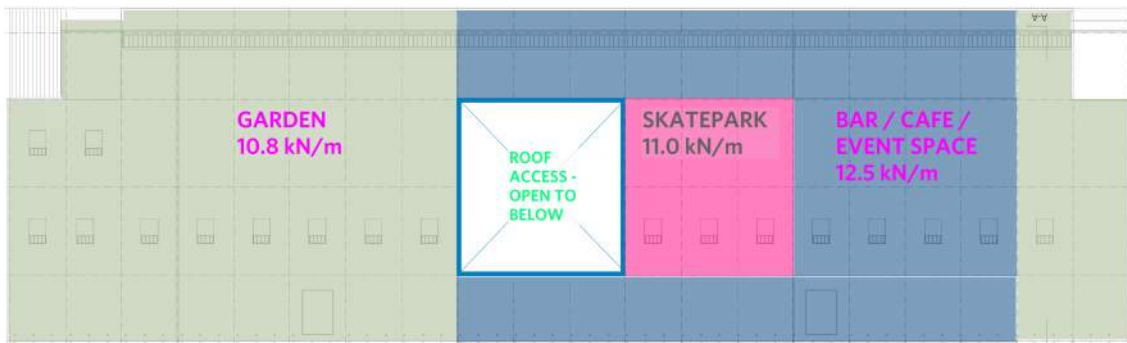 GARDEN
10.8 kN/m
ROOF
ACCESS -
OPEN TO
BELOW
SKATEPARK
11.0 kN/m
BAR / CAFE /
EVENT SPACE
12.5 kN/m